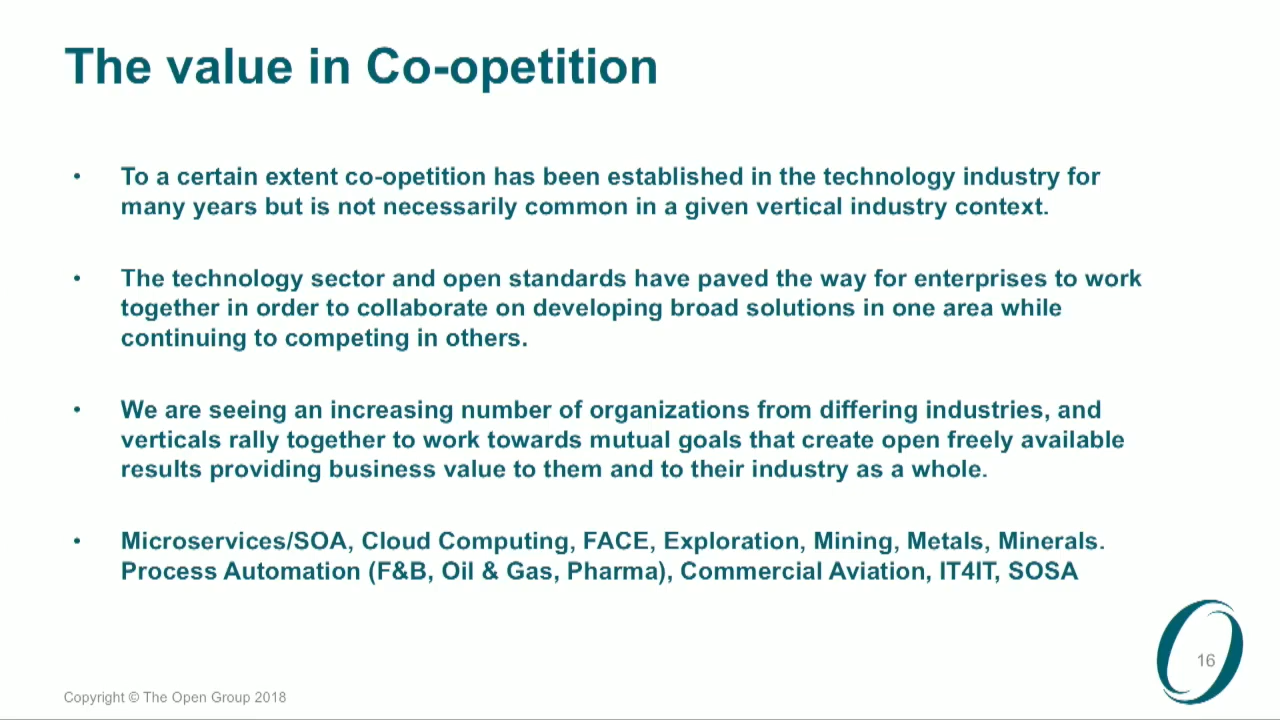 The value in Co-opetition
• To a certain extent co-opetition has been established in the technology industry for
many years but is not necessarily common in a given vertical industry context.
• The technology sector and open standards have paved the way for enterprises to work
together in order to collaborate on developing broad solutions in one area while
continuing to competing in others.
• We are seeing an increasing number of organizations from differing industries, and
verticals rally together to work towards mutual goals that create open freely available
results providing business value to them and to their industry as a whole.
• Microservices/SOA, Cloud Computing, FACE, Exploration, Mining, Metals, Minerals.
Process Automation (F&B, Oil & Gas, Pharma), Commercial Aviation, IT4IT, SOSA
16
Copyright © The Open Group 2018